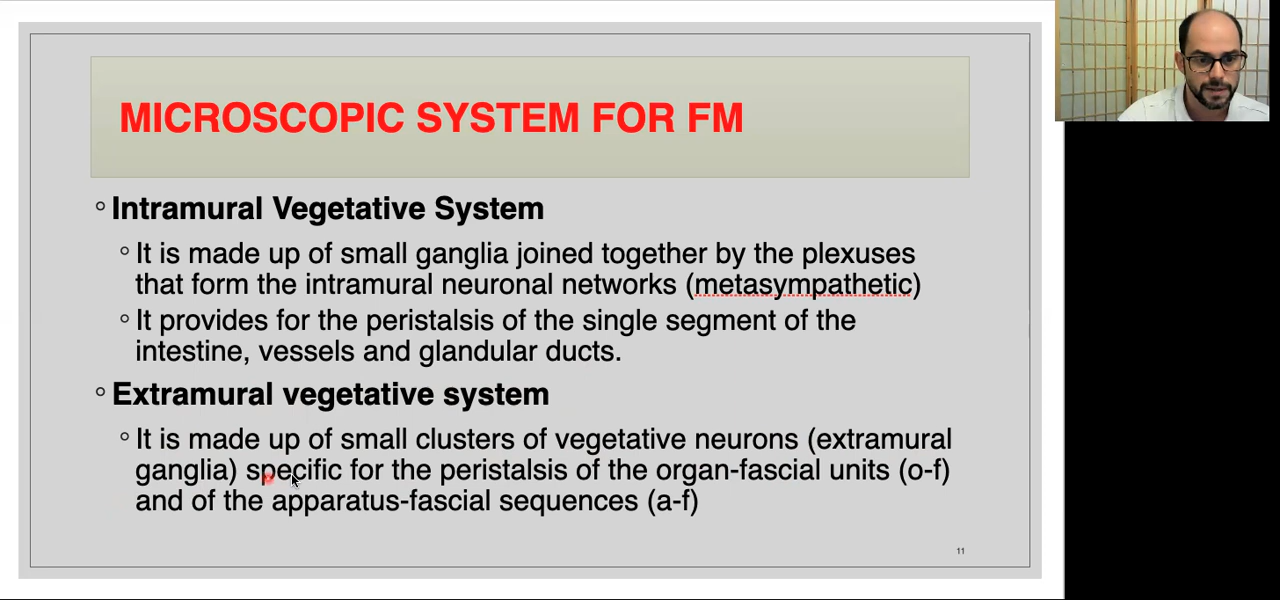 MICROSCOPIC SYSTEM FOR FM
Intramural Vegetative System
It is made up of small ganglia joined together by the plexuses
that form the intramural neuronal networks (metasympathetic)
It provides for the peristalsis of the single segment of the
intestine, vessels and glandular ducts.
Extramural vegetative system
It is made up of small clusters of vegetative neurons (extramural
ganglia) specific for the peristalsis of the organ-fascial units (o-f)
and of the apparatus-fascial sequences (a-f)
11